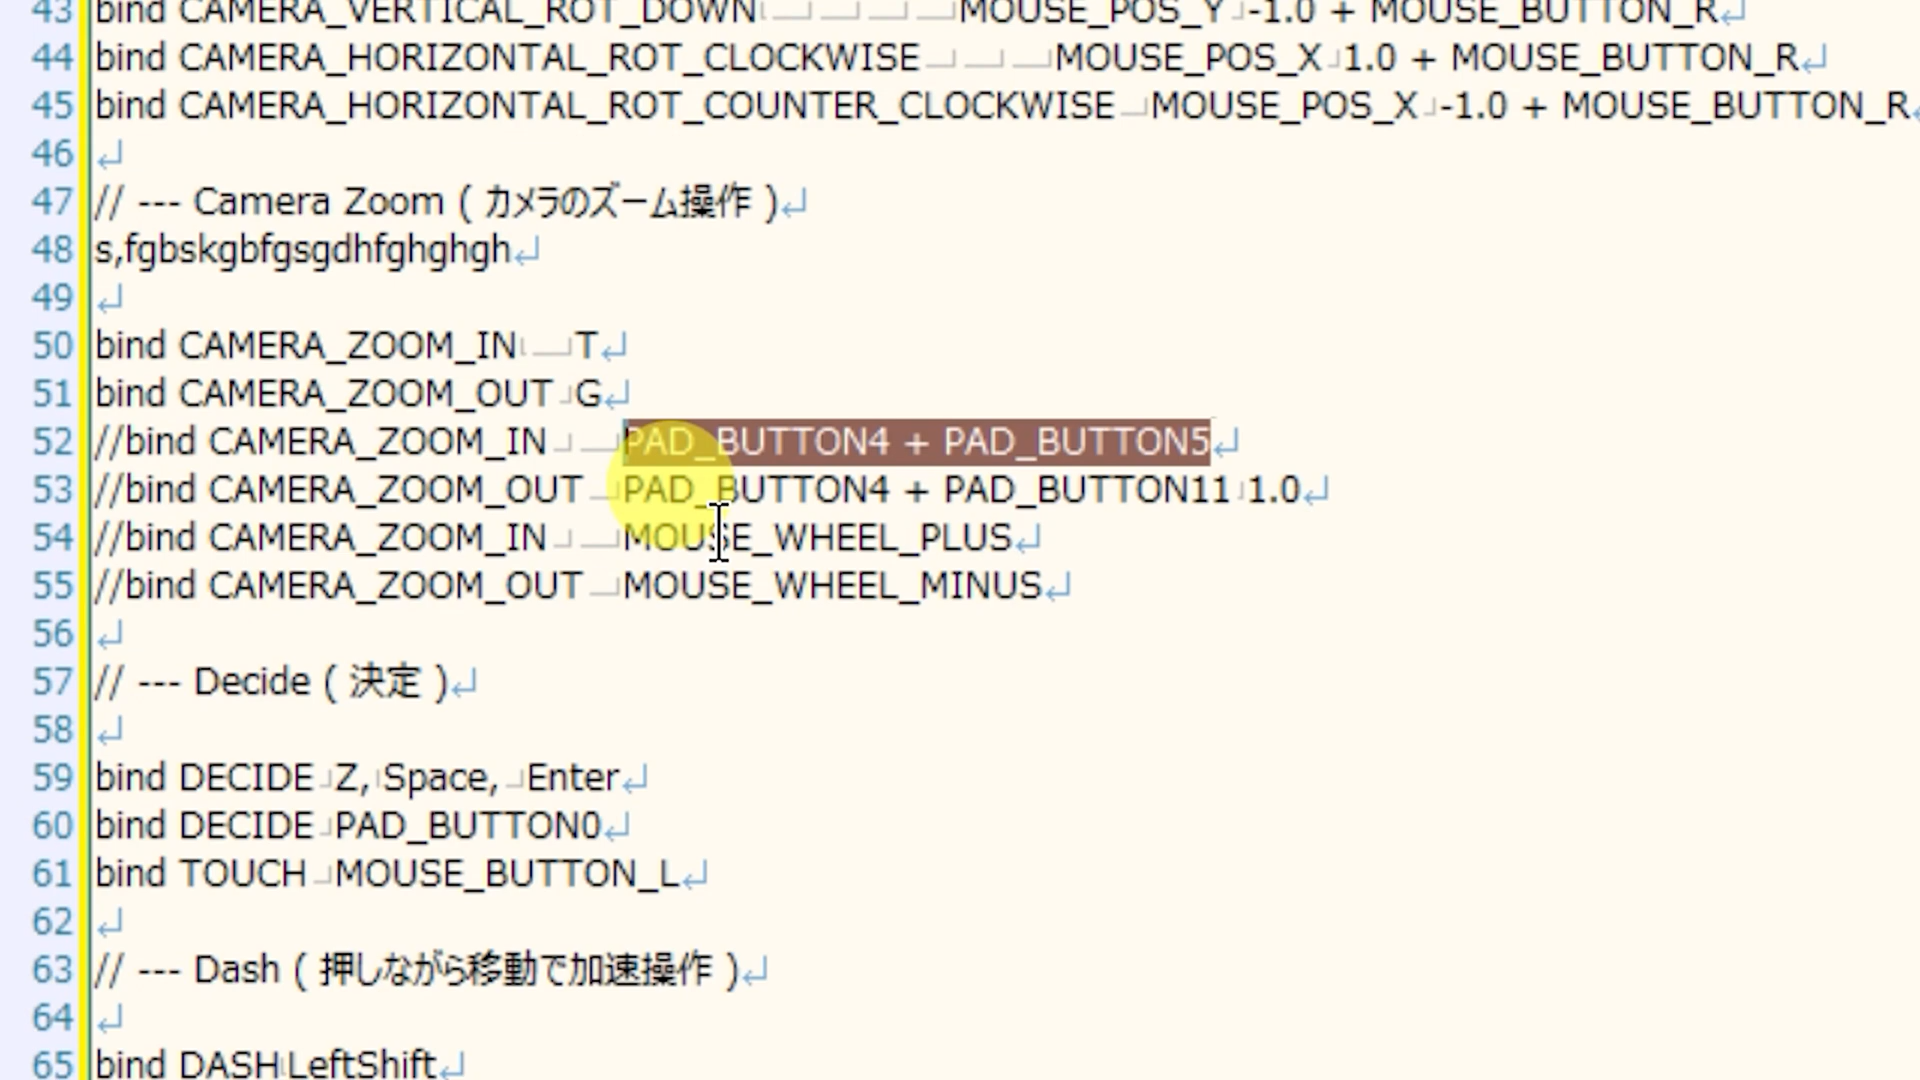 43 bind CAMERA_VERTICAL_ROT_DOWN MOUSE_POS_Y -1.0 + MOUSE_BUTTON_R
44 bind CAMERA_HORIZONTAL_ROT_CLOCKWISE MOUSE_POS_X 1.0 + MOUSE_BUTTON_R
45 bind CAMERA_HORIZONTAL_ROT_COUNTER_CLOCKWISE MOUSE_POS_X -1.0 + MOUSE_BUTTON_R
46
47 // --- Camera Zoom ( カメラのズーム操作 )
48 s,fgbskgbfgsgdhfghghgh
49
50 bind CAMERA_ZOOM_IN T
51 bind CAMERA_ZOOM_OUT G
52 //bind CAMERA_ZOOM_IN PAD_BUTTON4 + PAD_BUTTON5
53 //bind CAMERA_ZOOM_OUT PAD_BUTTON4 + PAD_BUTTON11 1.0
54 //bind CAMERA_ZOOM_IN MOUSE_WHEEL_PLUS
55 //bind CAMERA_ZOOM_OUT MOUSE_WHEEL_MINUS
56
57 // --- Decide ( 決定 )
58
59 bind DECIDE Z, Space, Enter
60 bind DECIDE PAD_BUTTON0
61 bind TOUCH MOUSE_BUTTON_L
62
63 // --- Dash ( 押しながら移動で加速操作 )
64
65 bind DASH LeftShift